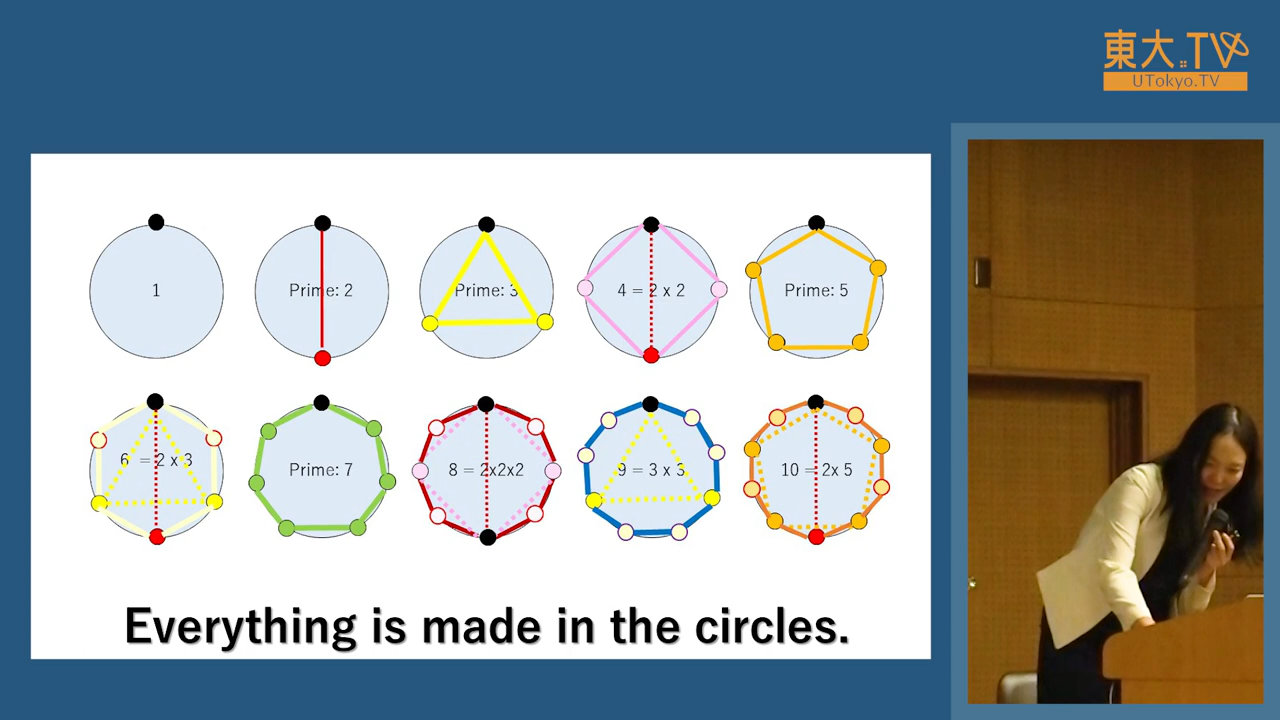 東大.TV
UTokyo.TV
1
Prime: 2
Prime: 3
4 = 2 x 2
Prime: 5
6 = 2 x 3
Prime: 7
8 = 2x2x2
9 = 3 x 3
10 = 2x 5
Everything is made in the circles.